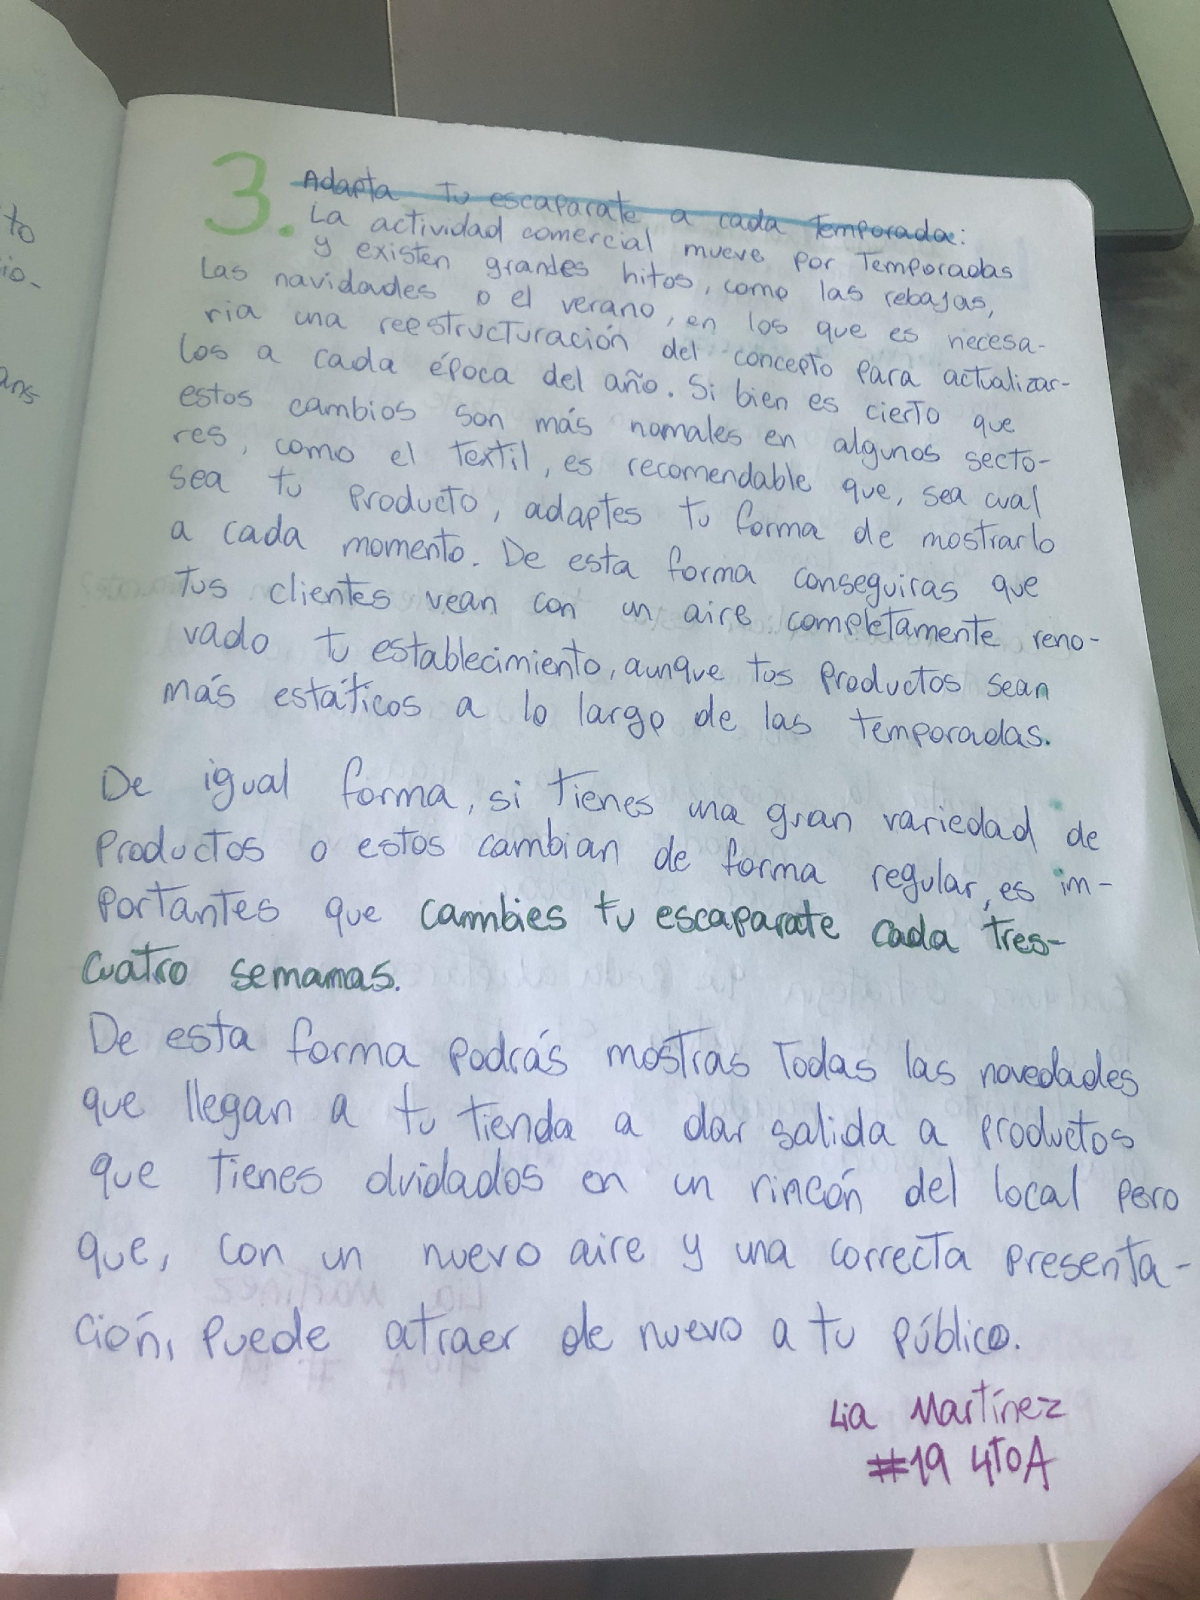 3. Adapta tu escaparate a cada Temporada:
La actividad comercial mueve por Temporadas
y existen grandes hitos, como las rebajas,
Las navidades o el verano, en los que es necesa-
ria una reestructuración del concepto para actualizar-
los a cada época del año. Si bien es cierto que
estos cambios son más nomales en algunos secto-
res, como el Textil, es recomendable que, sea cual
sea tu Producto, adaptes tu forma de mostrarlo
a cada momento. De esta forma conseguiras que
Tus clientes vean con un aire completamente reno-
vado tu establecimiento, aunque tus Productos sean
más estáticos a lo largo de las temporadas.
De igual forma, si tienes una gran variedad de
Productos o estos cambian de forma regular, es im-
portantes que cambies tu escaparate cada tres-
cuatro semamas.
De esta forma podrás mostras Todas las novedades
que llegan a tu tienda a dar salida a productos
que tienes olvidados en un rincón del local pero
que, con un nuevo aire y una correcta presenta-
ción, puede atraer de nuevo a tu público.
Lia Martínez
#19 4toA
to
io-
ans